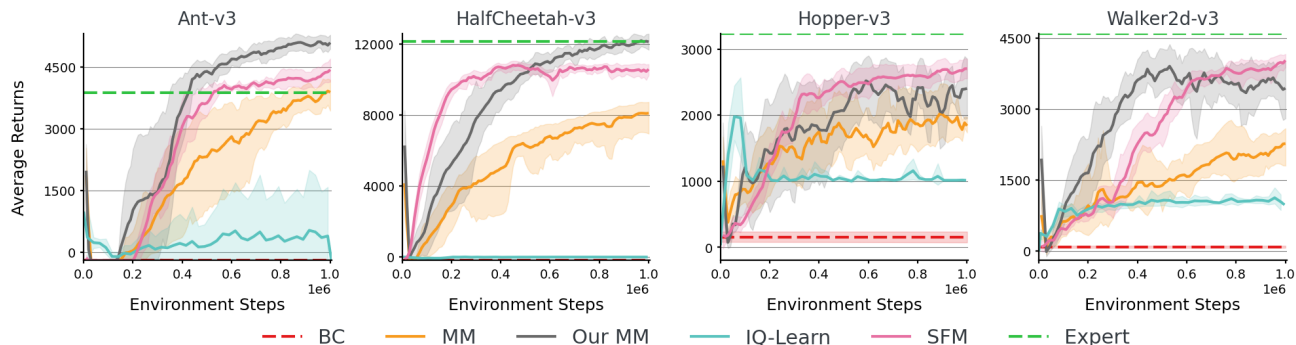 Ant-v3
HalfCheetah-v3
Hopper-v3
Walker2d-v3
Average Returns
4500
3000
1500
0
0.0 0.2 0.4 0.6 0.8 1.0
1e6
Environment Steps
12000
8000
4000
0
0.0 0.2 0.4 0.6 0.8 1.0
1e6
Environment Steps
3000
2000
1000
0
0.0 0.2 0.4 0.6 0.8 1.0
1e6
Environment Steps
4500
3000
1500
0
0.0 0.2 0.4 0.6 0.8 1.0
1e6
Environment Steps
BC MM Our MM IQ-Learn SFM Expert